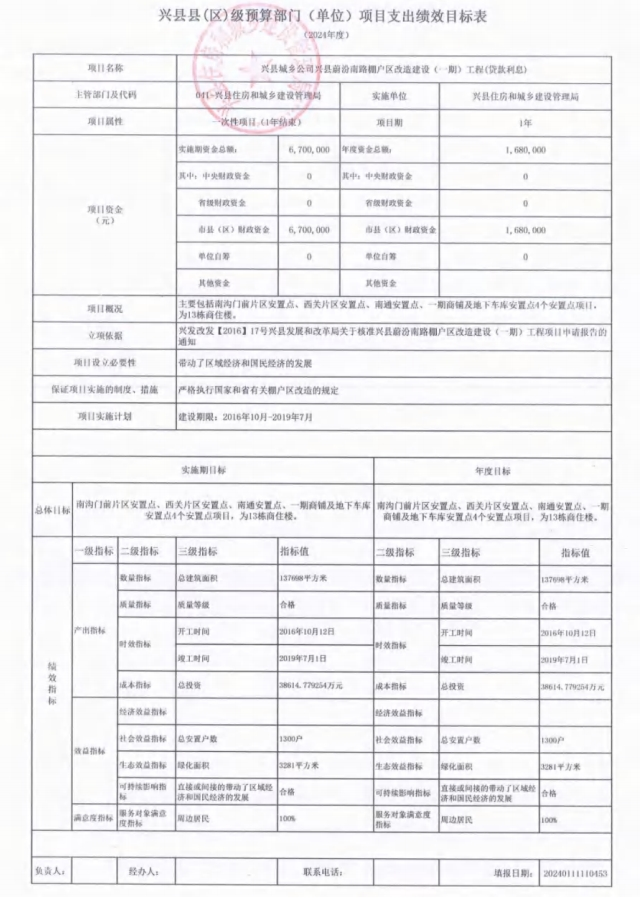 兴县县(区)级预算部门（单位）项目支出绩效目标表
（2024年度）
项目名称 兴县城乡公司兴县蔚汾南路棚户区改造建设（一期）工程(贷款利息)
主管部门及代码 041-兴县住房和城乡建设管理局 实施单位 兴县住房和城乡建设管理局
项目属性 一次性项目(1年结束) 项目期 1年
项目资金
（元）
实施期资金总额: 6,700,000 年度资金总额: 1,680,000
其中: 中央财政资金 0 其中: 中央财政资金 0
省级财政资金 0 省级财政资金 0
市县（区）财政资金 6,700,000 市县（区）财政资金 1,680,000
单位自筹 0 单位自筹 0
其他资金 其他资金
项目概况 主要包括南沟门前片区安置点、西关片区安置点、南通安置点、一期商铺及地下车库安置点4个安置点项目，
为13栋商住楼。
立项依据 兴发改发【2016】17号兴县发展和改革局关于核准兴县蔚汾南路棚户区改造建设（一期）工程项目申请报告的
通知
项目设立必要性 带动了区域经济和国民经济的发展
保证项目实施的制度、措施 严格执行国家和省有关棚户区改造的规定
项目实施计划 建设期限: 2016年10月-2019年7月
实施期目标 年度目标
总体目标 南沟门前片区安置点、西关片区安置点、南通安置点、一期商铺及地下车库
安置点4个安置点项目，为13栋商住楼。
南沟门前片区安置点、西关片区安置点、南通安置点、一期
商铺及地下车库安置点4个安置点项目，为13栋商住楼。
绩效指标
一级指标 二级指标 三级指标 指标值 二级指标 三级指标 指标值
产出指标
数量指标 总建筑面积 137698平方米 数量指标 总建筑面积 137698平方米
质量指标 质量等级 合格 质量指标 质量等级 合格
时效指标 开工时间 2016年10月12日 时效指标 开工时间 2016年10月12日
竣工时间 2019年7月1日 竣工时间 2019年7月1日
成本指标 总投资 38614.779254万元 成本指标 总投资 38614.779254万元
效益指标
经济效益指标 经济效益指标
社会效益指标 总安置户数 1300户 社会效益指标 总安置户数 1300户
生态效益指标 绿化面积 3281平方米 生态效益指标 绿化面积 3281平方米
可持续影响指标 直接或间接的带动了区域经济和国民经济的发展 合格 可持续影响指标 直接或间接的带动了区域经济和国民经济的发展 合格
满意度指标 服务对象满意度指标 周边居民 100% 服务对象满意度指标 周边居民 100%
负责人: 经办人: 联系电话: 填报日期: 20240111110453